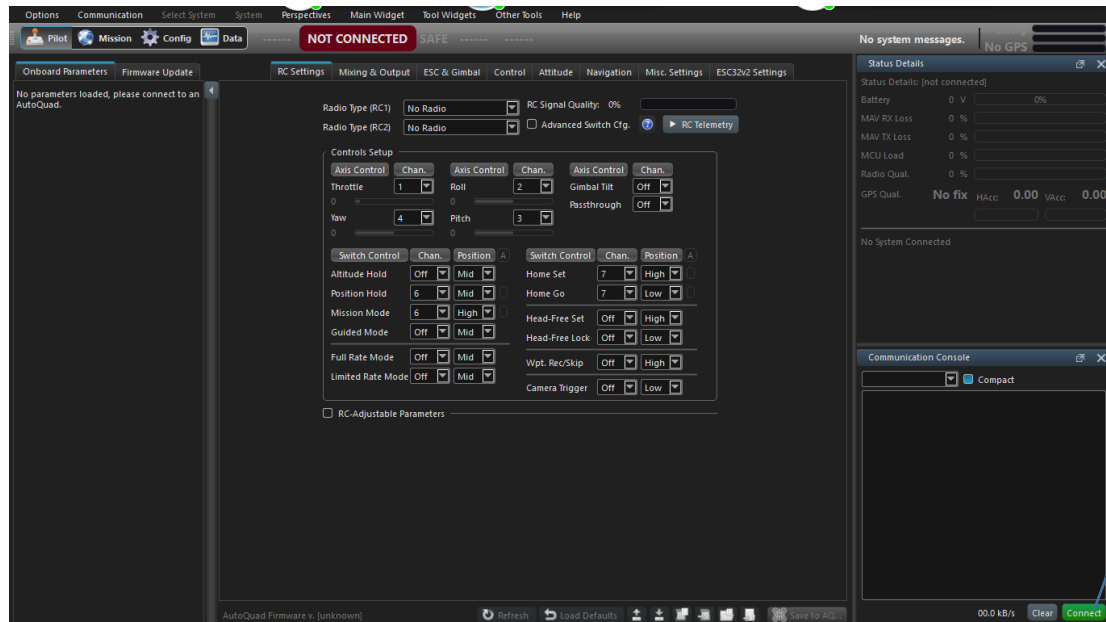 Options Communication Select System System Perspectives Main Widget Tool Widgets Other Tools Help
Pilot Mission Config Data ------ NOT CONNECTED SAFE ------ ------ No system messages. No GPS
Onboard Parameters Firmware Update
No parameters loaded, please connect to an
AutoQuad.
RC Settings Mixing & Output ESC & Gimbal Control Attitude Navigation Misc. Settings ESC32v2 Settings
Radio Type (RC1) No Radio RC Signal Quality: 0%
Radio Type (RC2) No Radio Advanced Switch Cfg. ? RC Telemetry
Controls Setup
Axis Control Chan. Axis Control Chan. Axis Control Chan.
Throttle 1 Roll 2 Gimbal Tilt Off
0 0 Passthrough Off
Yaw 4 Pitch 3
0 0
Switch Control Chan. Position A Switch Control Chan. Position A
Altitude Hold Off Mid Home Set 7 High
Position Hold 6 Mid Home Go 7 Low
Mission Mode 6 High Head-Free Set Off High
Guided Mode Off Mid Head-Free Lock Off Low
Full Rate Mode Off Mid Wpt. Rec/Skip Off High
Limited Rate Mode Off Mid Camera Trigger Off Low
RC-Adjustable Parameters
AutoQuad Firmware v. [unknown] Refresh Load Defaults Save to AQ...
Status Details
Status Details: [not connected]
Battery 0 V 0%
MAV RX Loss 0 %
MAV TX Loss 0 %
MCU Load 0 %
Radio Qual. 0 %
GPS Qual. No fix HAcc: 0.00 VAcc: 0.00
No System Connected
Communication Console
Compact
00.0 kB/s Clear Connect